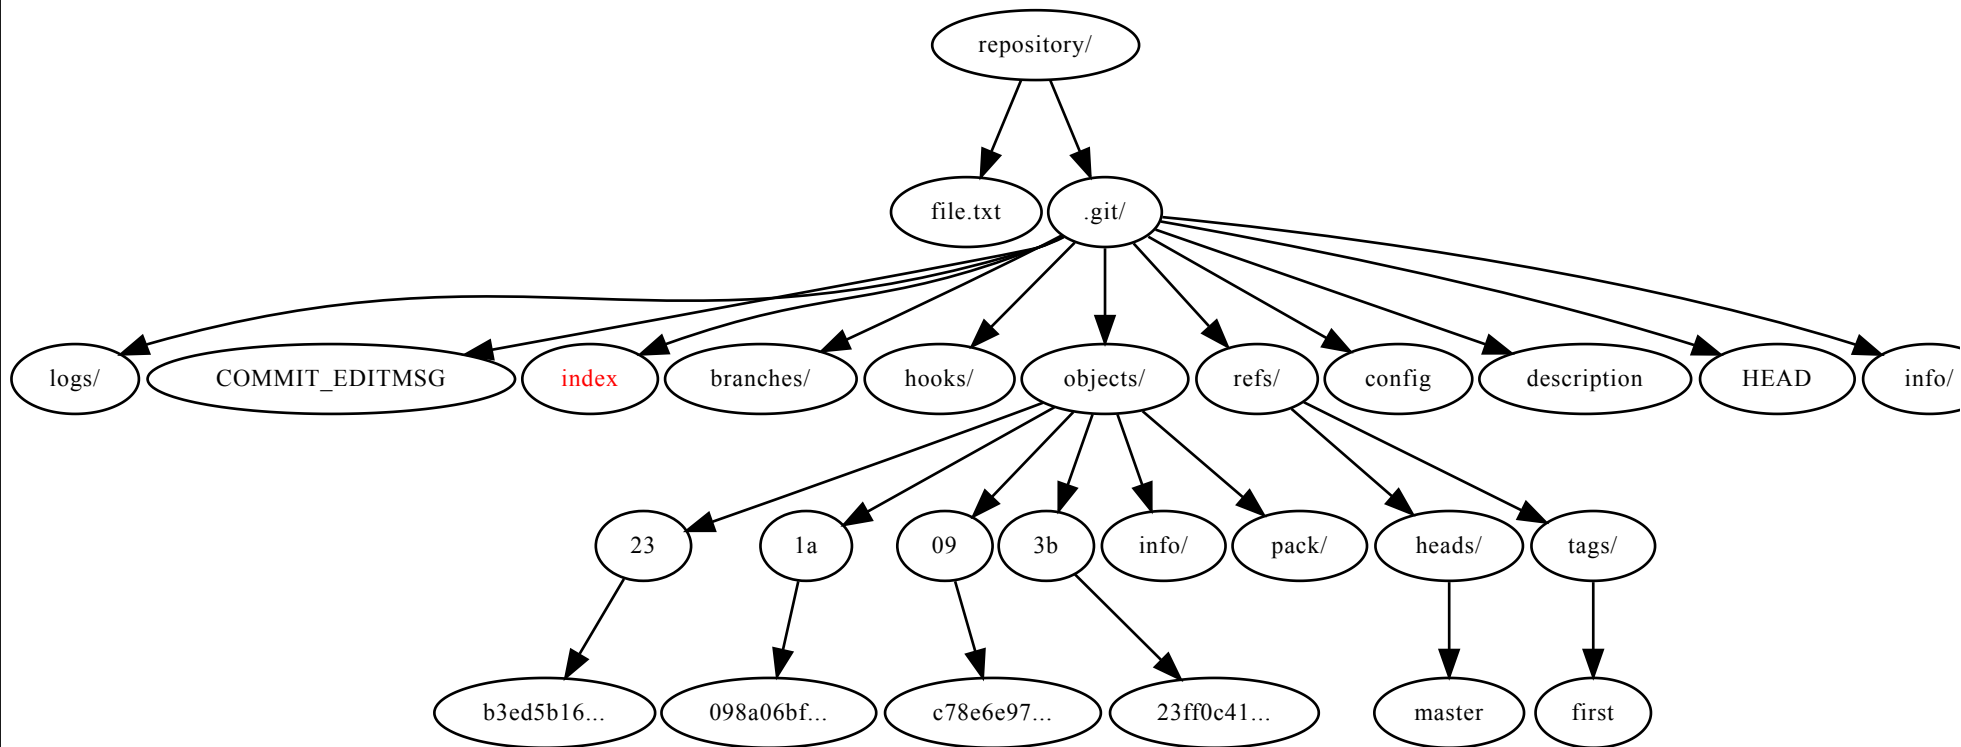 repository/
file.txt
.git/
logs/
COMMIT_EDITMSG
index
branches/
hooks/
objects/
refs/
config
description
HEAD
info/
23
1a
09
3b
info/
pack/
heads/
tags/
b3ed5b16...
098a06bf...
c78e6e97...
23ff0c41...
master
first